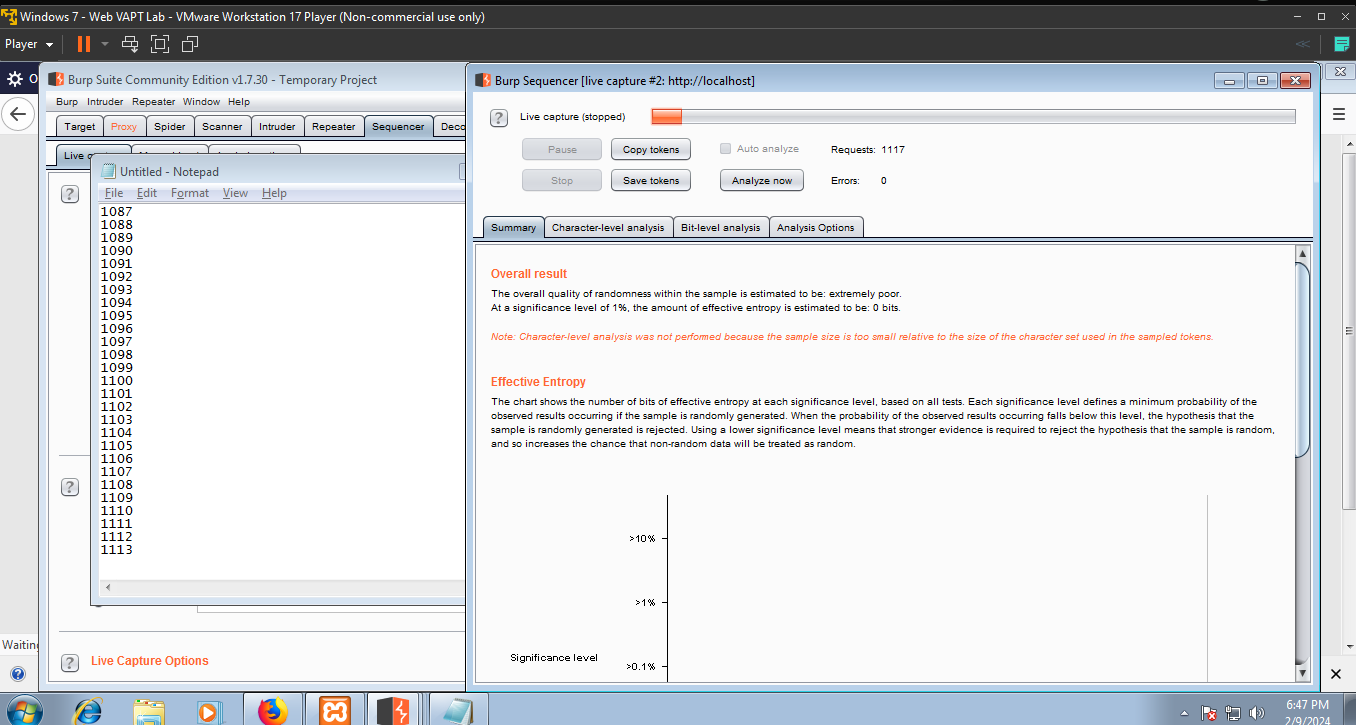 Windows 7 - Web VAPT Lab - VMware Workstation 17 Player (Non-commercial use only)
Player
Burp Suite Community Edition v1.7.30 - Temporary Project
Burp Intruder Repeater Window Help
Target Proxy Spider Scanner Intruder Repeater Sequencer Deco
Untitled - Notepad
File Edit Format View Help
1087
1088
1089
1090
1091
1092
1093
1094
1095
1096
1097
1098
1099
1100
1101
1102
1103
1104
1105
1106
1107
1108
1109
1110
1111
1112
1113
Live Capture Options
Waiting
Burp Sequencer [live capture #2: http://localhost]
Live capture (stopped)
Pause Copy tokens Auto analyze Requests: 1117
Stop Save tokens Analyze now Errors: 0
Summary Character-level analysis Bit-level analysis Analysis Options
Overall result
The overall quality of randomness within the sample is estimated to be: extremely poor.
At a significance level of 1%, the amount of effective entropy is estimated to be: 0 bits.
Note: Character-level analysis was not performed because the sample size is too small relative to the size of the character set used in the sampled tokens.
Effective Entropy
The chart shows the number of bits of effective entropy at each significance level, based on all tests. Each significance level defines a minimum probability of the
observed results occurring if the sample is randomly generated. When the probability of the observed results occurring falls below this level, the hypothesis that the
sample is randomly generated is rejected. Using a lower significance level means that stronger evidence is required to reject the hypothesis that the sample is random,
and so increases the chance that non-random data will be treated as random.
>10%
>1%
Significance level
>0.1%
6:47 PM
2/9/2024